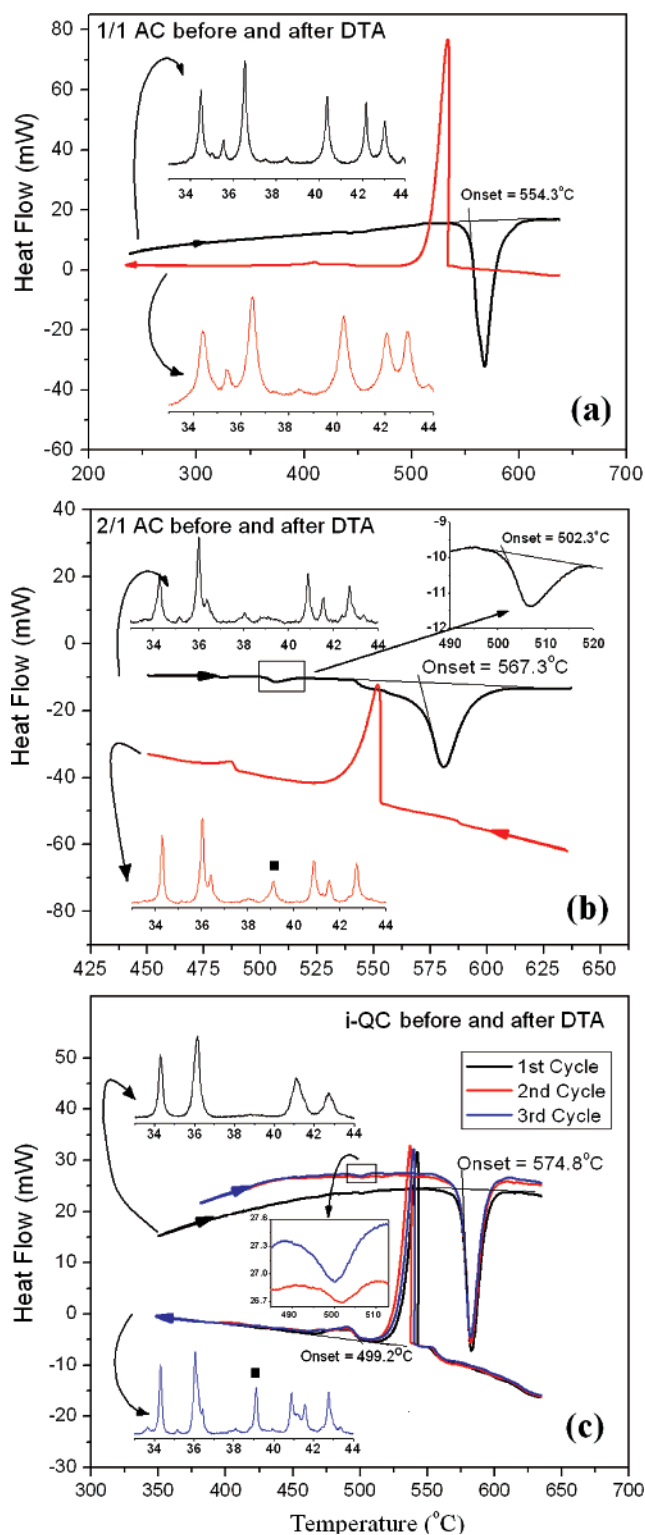 1/1 AC before and after DTA
80
60
40
20
0
-20
-40
-60
Heat Flow (mW)
34 36 38 40 42 44
Onset = 554.3°C
34 36 38 40 42 44
(a)
200 300 400 500 600 700
2/1 AC before and after DTA
40
20
0
-20
-40
-60
-80
Heat Flow (mW)
34 36 38 40 42 44
-9
-10
-11
-12
Onset = 502.3°C
490 500 510 520
Onset = 567.3°C
34 36 38 40 42 44
(b)
425 450 475 500 525 550 575 600 625 650
i-QC before and after DTA
50
40
30
20
10
0
-10
-20
-30
Heat Flow (mW)
1st Cycle
2nd Cycle
3rd Cycle
34 36 38 40 42 44
Onset = 574.8°C
27.6
27.3
27.0
26.7
490 500 510
Onset = 499.2°C
34 36 38 40 42 44
(c)
300 350 400 450 500 550 600 650 700
Temperature (°C)